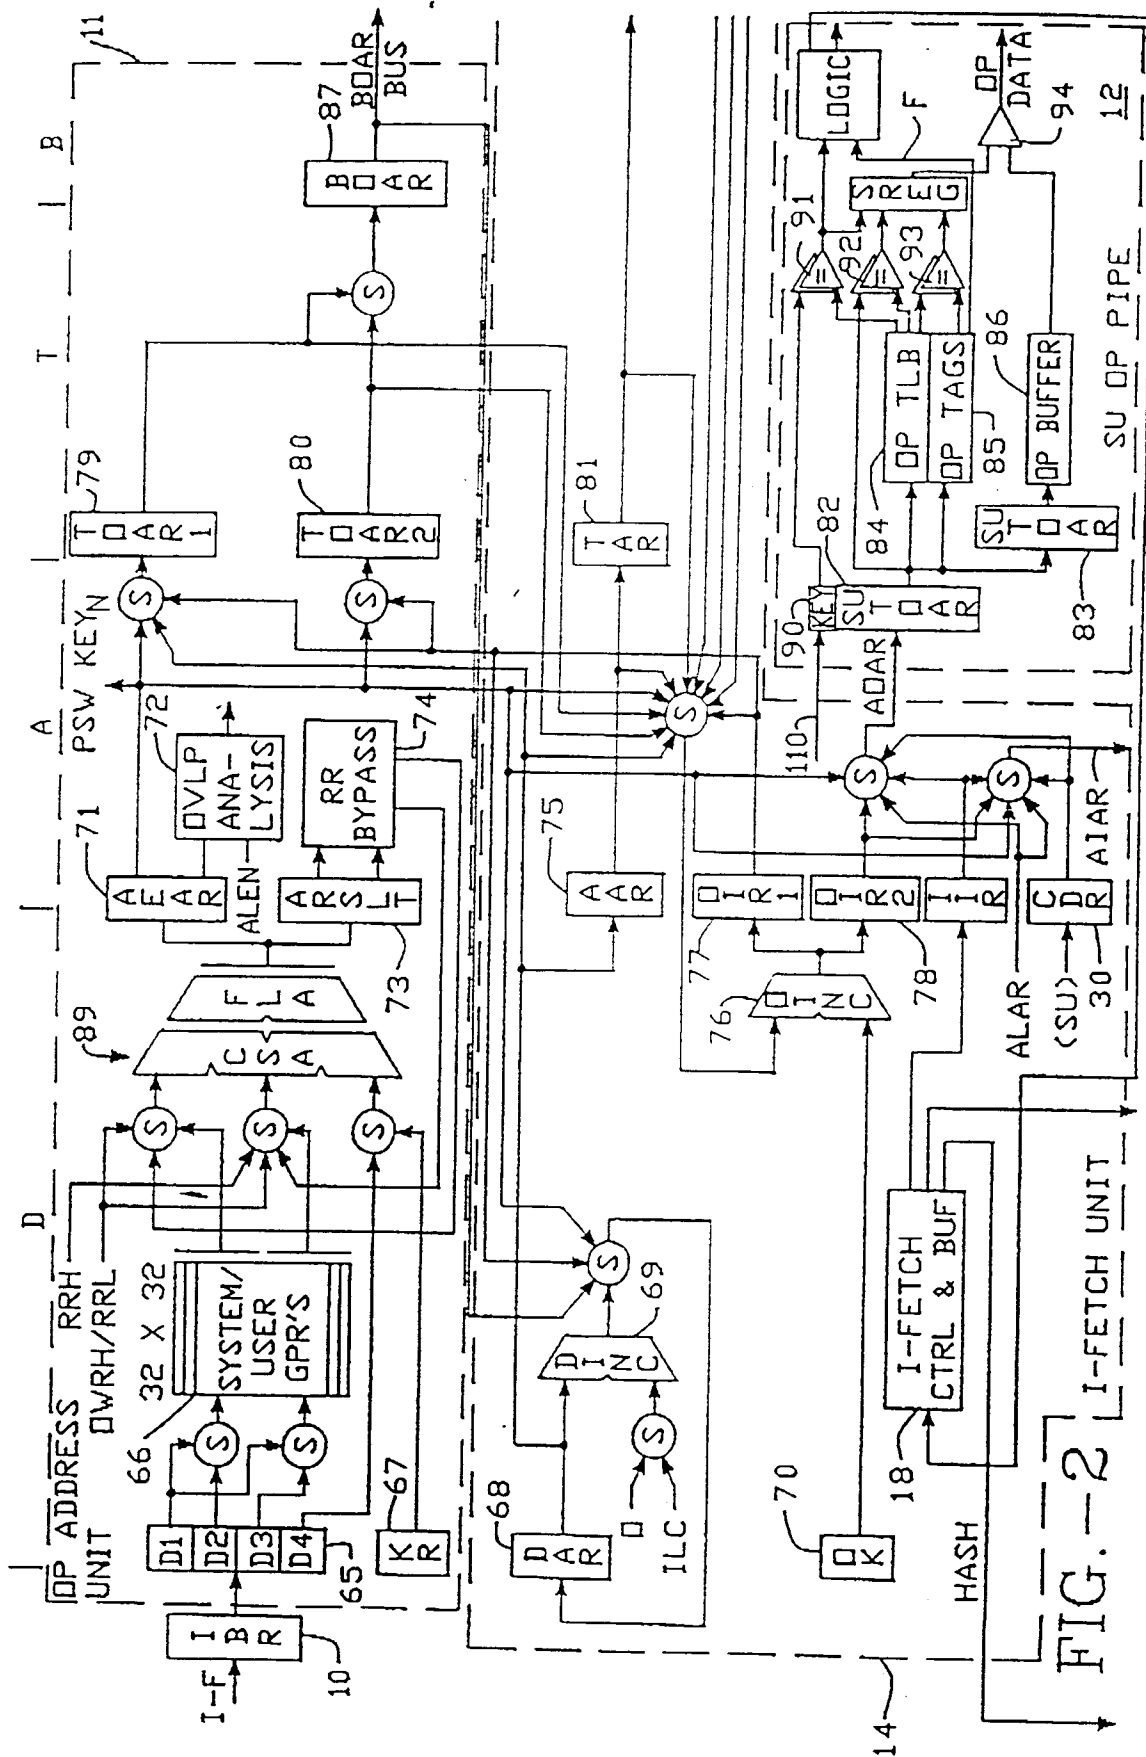 D
A
T
B
11
OP ADDRESS
UNIT
RRH
OWRH/RRL
32 X 32
66
SYSTEM/
USER
GPR'S
I-F
IBR
10
D1
D2
D3
D4
65
KR
67
S
S
S
S
S
89
CSA
FLA
71
AEAR
ALEN
72
OVLP
ANA-
LYSIS
ARSLT
73
RR
BYPASS
74
PSW KEY
N
S
S
79
TOAR1
80
TOAR2
S
87
BOAR
BOAR
BUS
68
DAR
O
ILC
S
DINC
69
S
75
AAR
81
TAR
S
70
OK
76
OINC
77
OIR1
OIR2
78
IIR
CDR
30
ALAR
(SU)
AIAR
S
S
AOAR
110
90
KEY
SU
TOAR
82
SU
TOAR
83
84
OP TLB
OP TAGS
85
OP BUFFER
86
=
91
=
92
=
93
SREG
LOGIC
F
OP
DATA
94
12
SU OP PIPE
18
I-FETCH
CTRL & BUF
HASH
14
I-FETCH UNIT
FIG.-2